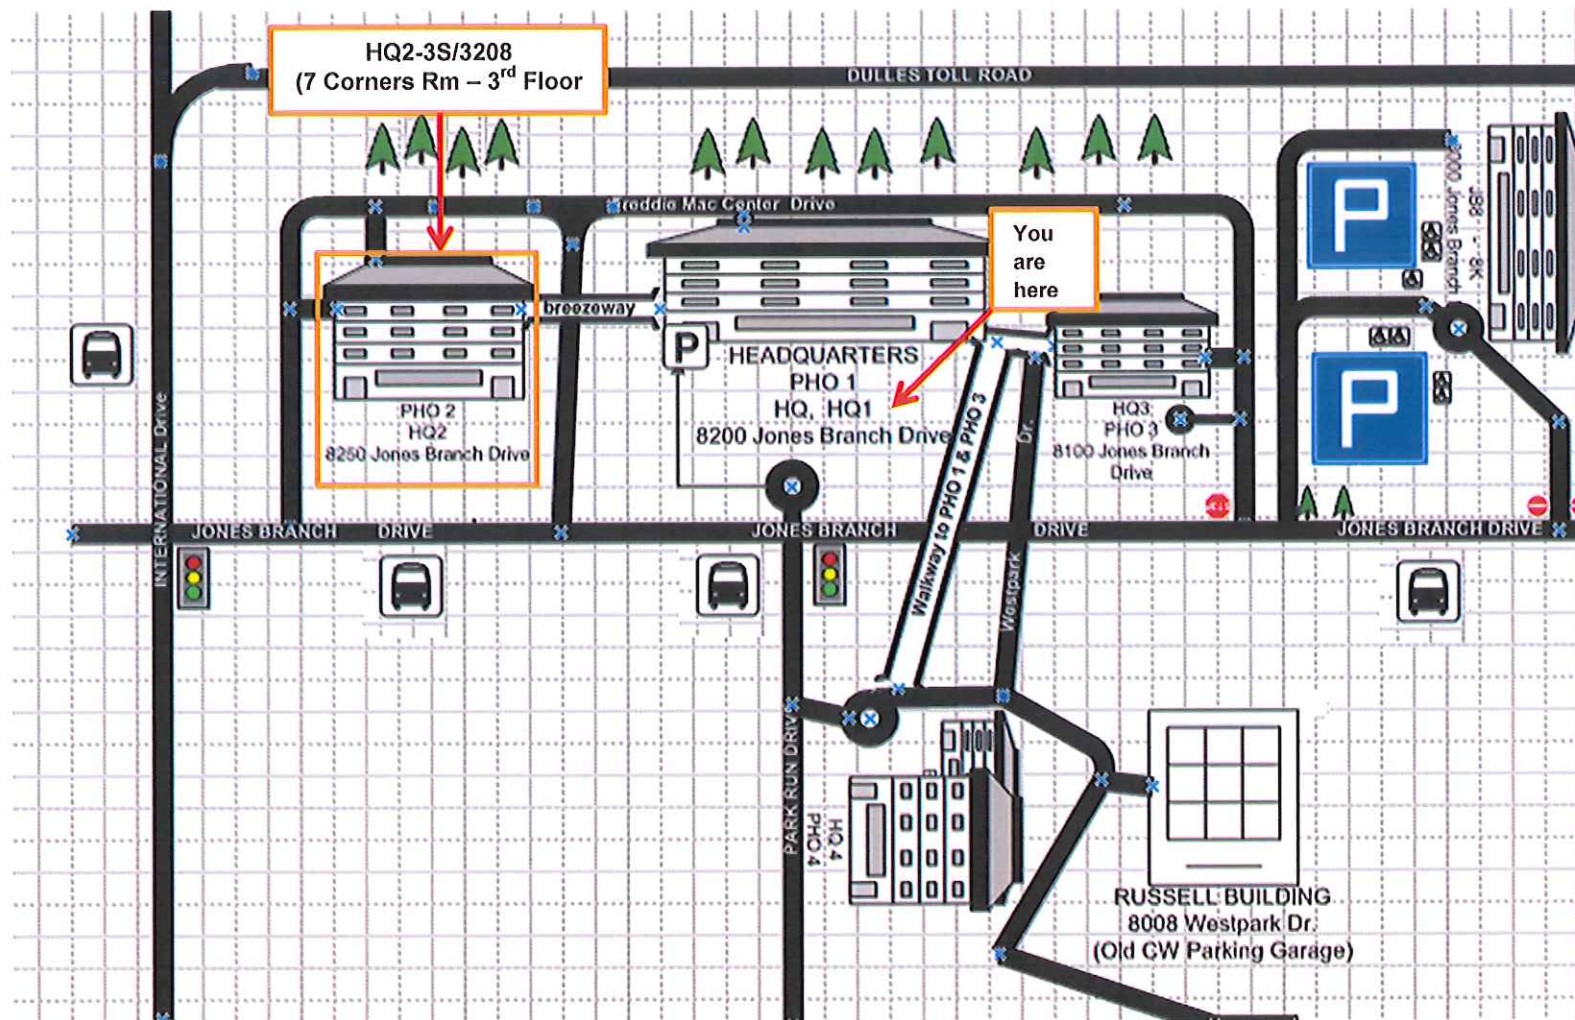 HQ2-3S/3208
(7 Corners Rm – 3rd Floor
DULLES TOLL ROAD
Freddie Mac Center Drive
You
are
here
8000 Jones Branch
breezeway
P
P
P
HEADQUARTERS
PHO 1
HQ, HQ1
8200 Jones Branch Drive
PHO 2
HQ2
8250 Jones Branch Drive
HQ3
PHO 3
8100 Jones Branch
Drive
INTERNATIONAL Drive
Walkway to PHO 1 & PHO 3
Westpark Dr.
JONES BRANCH DRIVE
JONES BRANCH DRIVE
JONES BRANCH DRIVE
PARK RUN DRIVE
HQ 4
PHO 4
RUSSELL BUILDING
8008 Westpark Dr.
(Old CW Parking Garage)